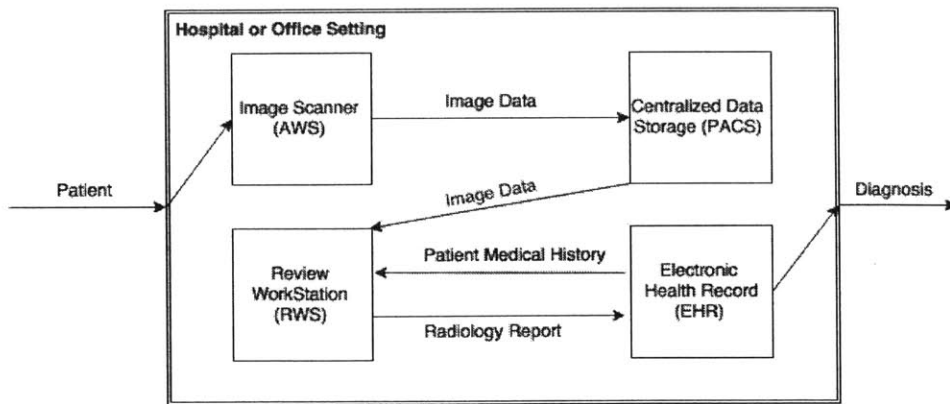 Hospital or Office Setting
Image Scanner
(AWS)
Image Data
Centralized Data
Storage (PACS)
Patient
Image Data
Diagnosis
Review
WorkStation
(RWS)
Patient Medical History
Radiology Report
Electronic
Health Record
(EHR)